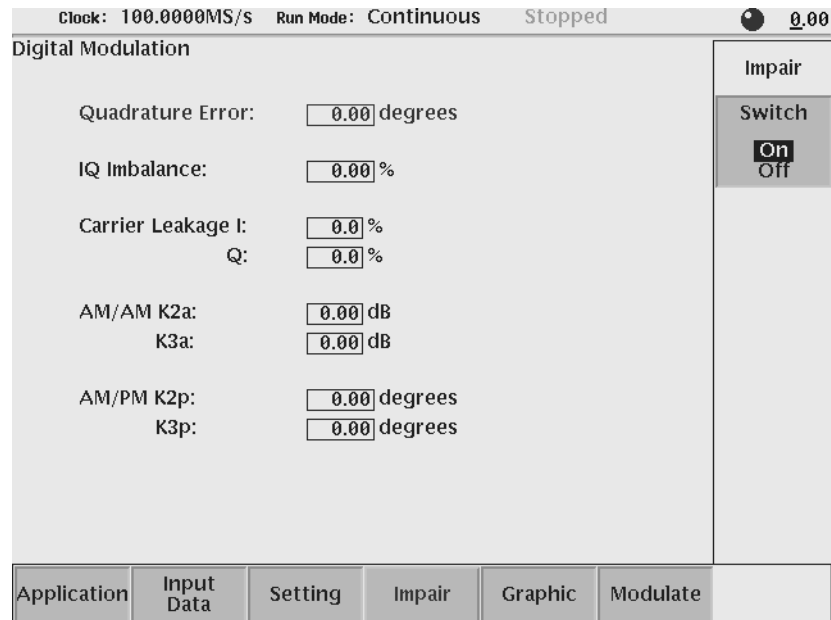 Clock: 100.0000MS/s Run Mode: Continuous Stopped 0.00
Digital Modulation
Impair
Switch
On
Off
Quadrature Error: 0.00 degrees
IQ Imbalance: 0.00 %
Carrier Leakage I: 0.0 %
Q: 0.0 %
AM/AM K2a: 0.00 dB
K3a: 0.00 dB
AM/PM K2p: 0.00 degrees
K3p: 0.00 degrees
Application
Input
Data
Setting
Impair
Graphic
Modulate